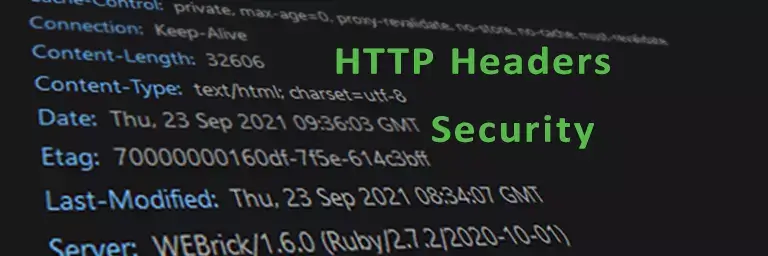 Cache-Control: private, max-age=0, proxy-revalidate, no-store, no-cache, must-revalidate
Connection: Keep-Alive
Content-Length: 32606
HTTP Headers
Content-Type: text/html; charset=utf-8
Date: Thu, 23 Sep 2021 09:36:03 GMT
Security
Etag: 70000000160df-7f5e-614c3bff
Last-Modified: Thu, 23 Sep 2021 08:34:07 GMT
Server: WEBrick/1.6.0 (Ruby/2.7.2/2020-10-01)